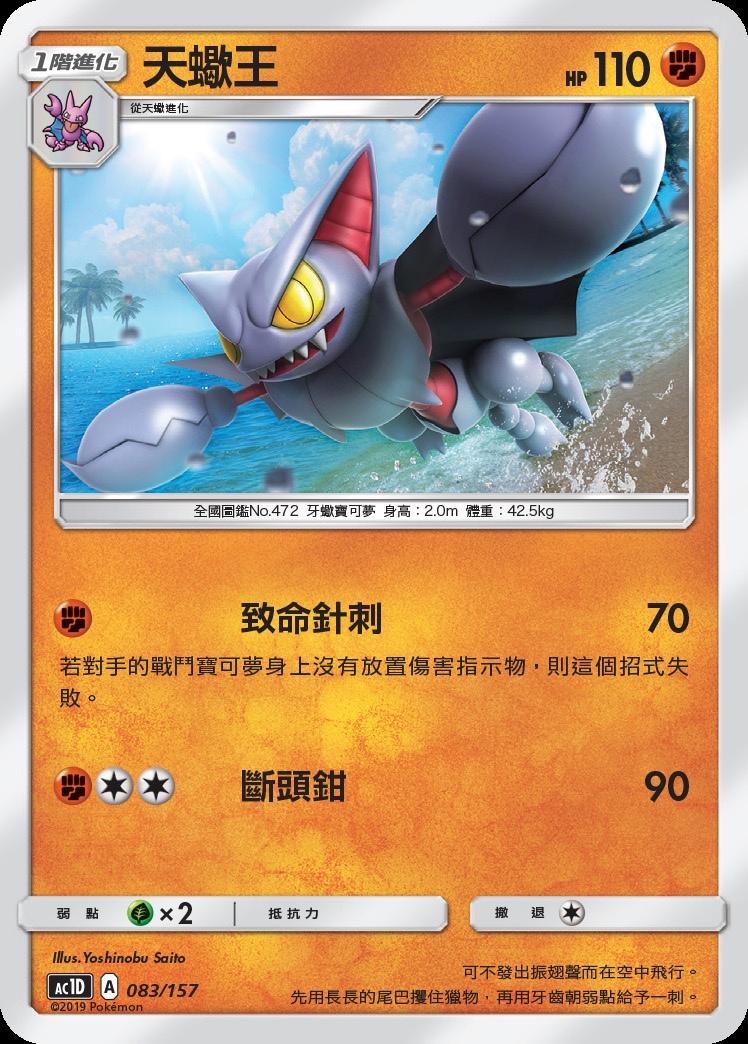 1階進化
天蠍王
HP 110
從天蠍進化
全國圖鑑No.472 牙蠍寶可夢 身高：2.0m 體重：42.5kg
致命針刺 70
若對手的戰鬥寶可夢身上沒有放置傷害指示物，則這個招式失
敗。
斷頭鉗 90
弱點 ×2 抵抗力 撤退
Illus.Yoshinobu Saito
可不發出振翅聲而在空中飛行。
AC1D A 083/157
先用長長的尾巴攫住獵物，再用牙齒朝弱點給予一刺。
©2019 Pokémon